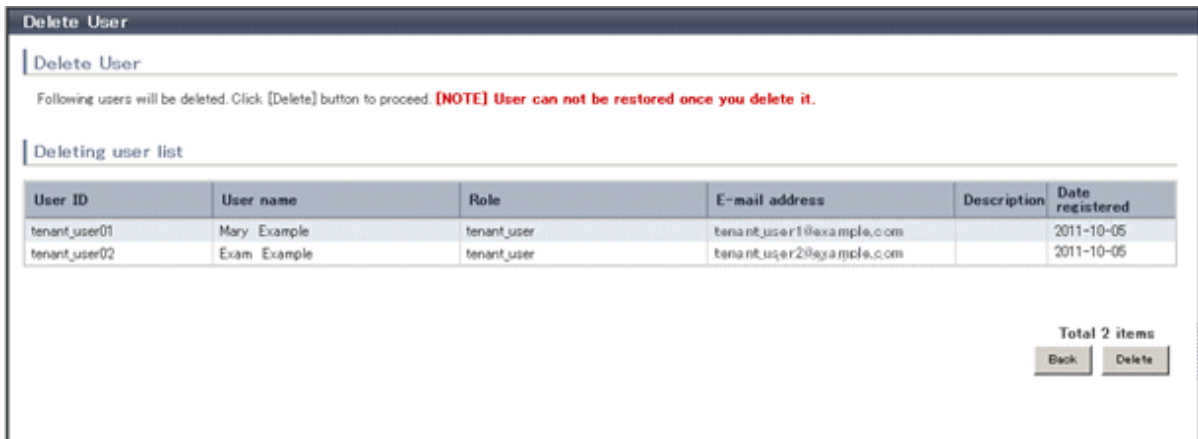 Delete User
Delete User
Following users will be deleted. Click [Delete] button to proceed. [NOTE] User can not be restored once you delete it.
Deleting user list
User ID User name Role E-mail address Description Date registered
tenant_user01 Mary Example tenant_user tenant_user1@example.com 2011-10-05
tenant_user02 Exam Example tenant_user tenant_user2@example.com 2011-10-05
Total 2 items
Back Delete